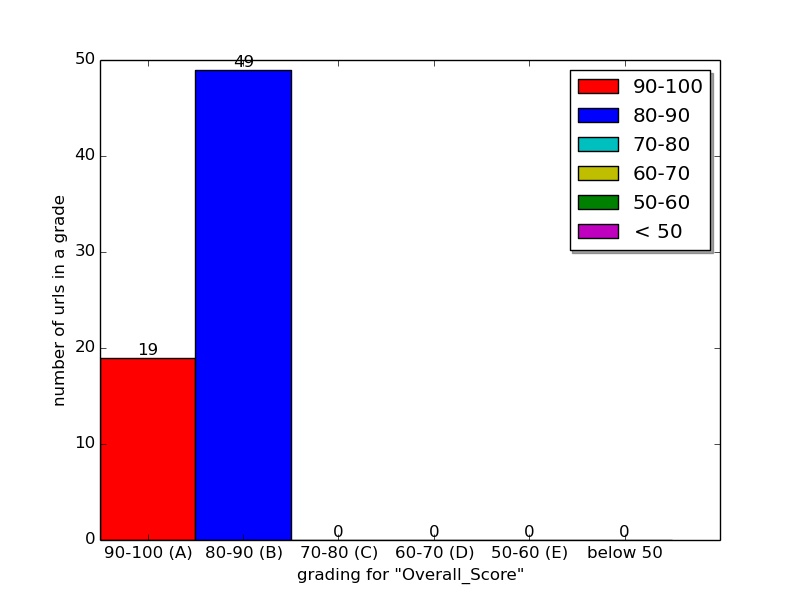 50
49
40
30
20
10
0
number of urls in a grade
19
0
0
0
0
90-100 (A)
80-90 (B)
70-80 (C)
60-70 (D)
50-60 (E)
below 50
grading for "Overall_Score"
90-100
80-90
70-80
60-70
50-60
< 50